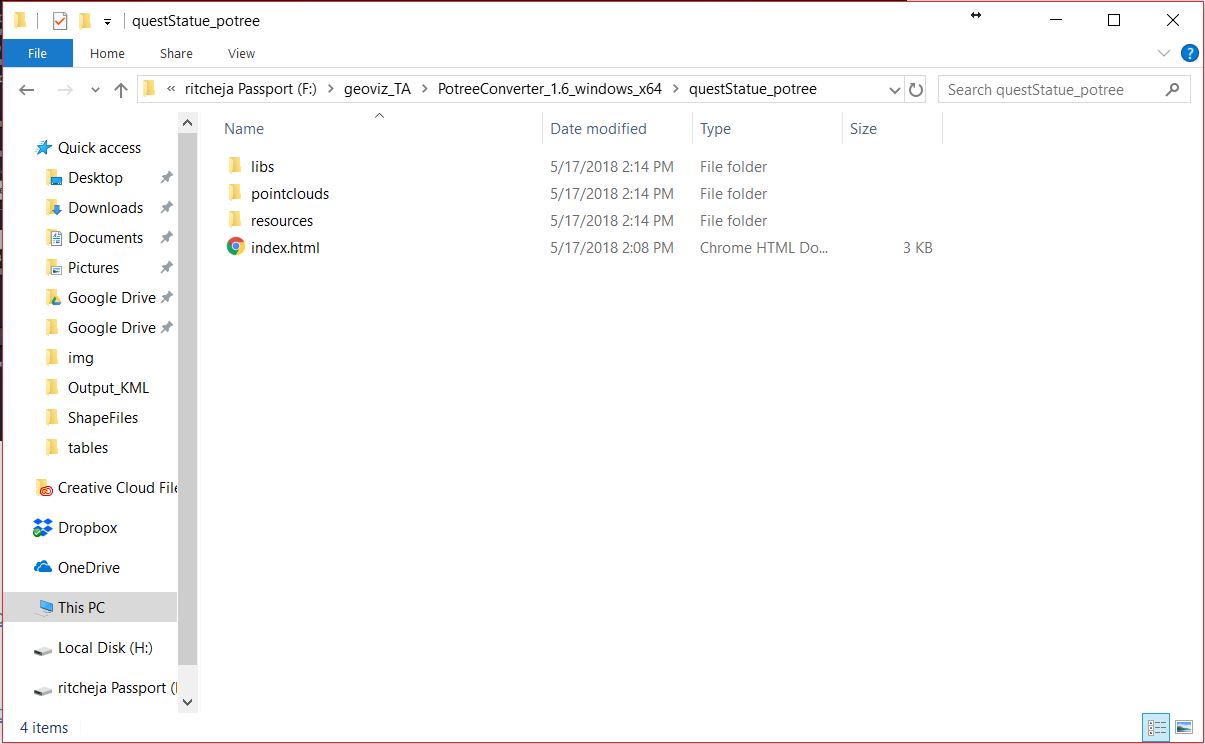 questStatue_potree
File Home Share View
« ritcheja Passport (F:) > geoviz_TA > PotreeConverter_1.6_windows_x64 > questStatue_potree
Search questStatue_potree
Name Date modified Type Size
Quick access
Desktop
Downloads
Documents
Pictures
Google Drive
Google Drive
img
Output_KML
ShapeFiles
tables
Creative Cloud File
Dropbox
OneDrive
This PC
Local Disk (H:)
ritcheja Passport (
libs 5/17/2018 2:14 PM File folder
pointclouds 5/17/2018 2:14 PM File folder
resources 5/17/2018 2:14 PM File folder
index.html 5/17/2018 2:08 PM Chrome HTML Do... 3 KB
4 items